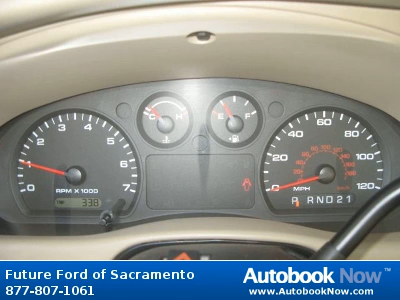 0 1 2 3 4 5 6 7
RPM X 1000
338
C H
E F
0 20 40 60 80 100 120
MPH
P R N D 2 1
Future Ford of Sacramento
877-807-1061
Autobook Now™
www.AutobookNow.com